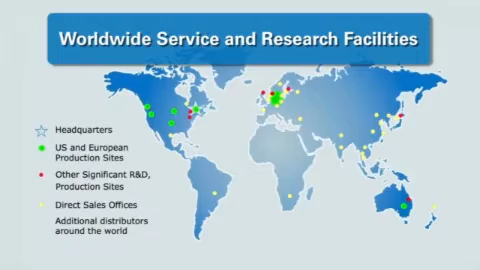 Worldwide Service and Research Facilities
Headquarters
US and European
Production Sites
Other Significant R&D,
Production Sites
Direct Sales Offices
Additional distributors
around the world